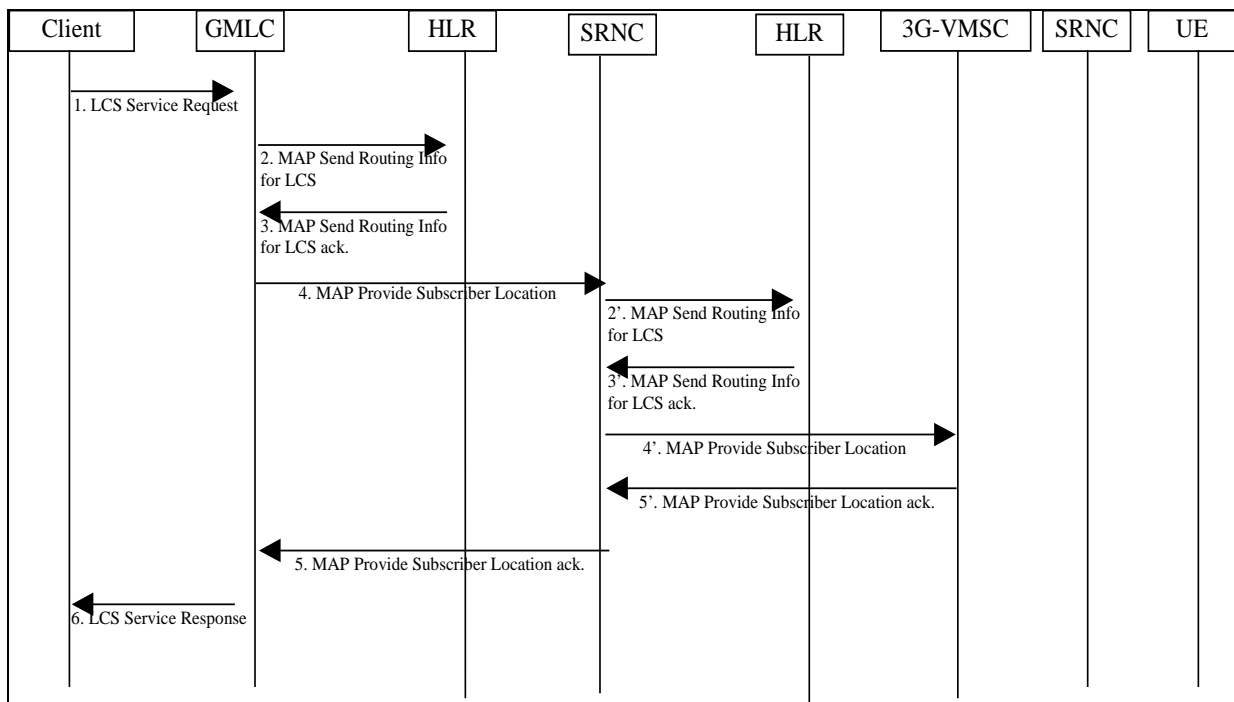 Client
GMLC
HLR
SRNC
HLR
3G-VMSC
SRNC
UE
1. LCS Service Request
2. MAP Send Routing Info
for LCS
3. MAP Send Routing Info
for LCS ack.
4. MAP Provide Subscriber Location
2’. MAP Send Routing Info
for LCS
3’. MAP Send Routing Info
for LCS ack.
4’. MAP Provide Subscriber Location
5’. MAP Provide Subscriber Location ack.
5. MAP Provide Subscriber Location ack.
6. LCS Service Response